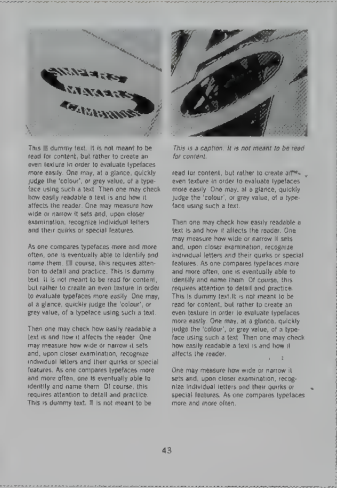 SIMPERS
MAKERS
CAMBRIDG
This is dummy text. It is not meant to be
read for content, but rather to create an
even texture in order to evaluate typefaces
more easily. One may, at a glance, quickly
judge the 'colour', or grey value, of a type-
face using such a text. Then one may check
how easily readable a text is and how it
affects the reader. One may measure how
wide or narrow it sets and, upon closer
examination, recognize individual letters
and their quirks or special features.
As one compares typefaces more and more
often, one is eventually able to identify and
name them. Of course, this requires atten-
tion to detail and practice. This is dummy
text. It is not meant to be read for content,
but rather to create an even texture in order
to evaluate typefaces more easily. One may,
at a glance, quickly judge the 'colour', or
grey value, of a typeface using such a text.
Then one may check how easily readable a
text is and how it affects the reader. One
may measure how wide or narrow it sets
and, upon closer examination, recognize
individual letters and their quirks or special
features. As one compares typefaces more
and more often, one is eventually able to
identify and name them. Of course, this
requires attention to detail and practice.
This is dummy text. It is not meant to be
This is a caption. It is not meant to be read
for content.
read for content, but rather to create an
even texture in order to evaluate typefaces
more easily. One may, at a glance, quickly
judge the 'colour', or grey value, of a type-
face using such a text.
Then one may check how easily readable a
text is and how it affects the reader. One
may measure how wide or narrow it sets
and, upon closer examination, recognize
individual letters and their quirks or special
features. As one compares typefaces more
and more often, one is eventually able to
identify and name them. Of course, this
requires attention to detail and practice.
This is dummy text. It is not meant to be
read for content, but rather to create an
even texture in order to evaluate typefaces
more easily. One may, at a glance, quickly
judge the 'colour', or grey value, of a type-
face using such a text. Then one may check
how easily readable a text is and how it
affects the reader.
One may measure how wide or narrow it
sets and, upon closer examination, recog-
nize individual letters and their quirks or
special features. As one compares typefaces
more and more often,
43